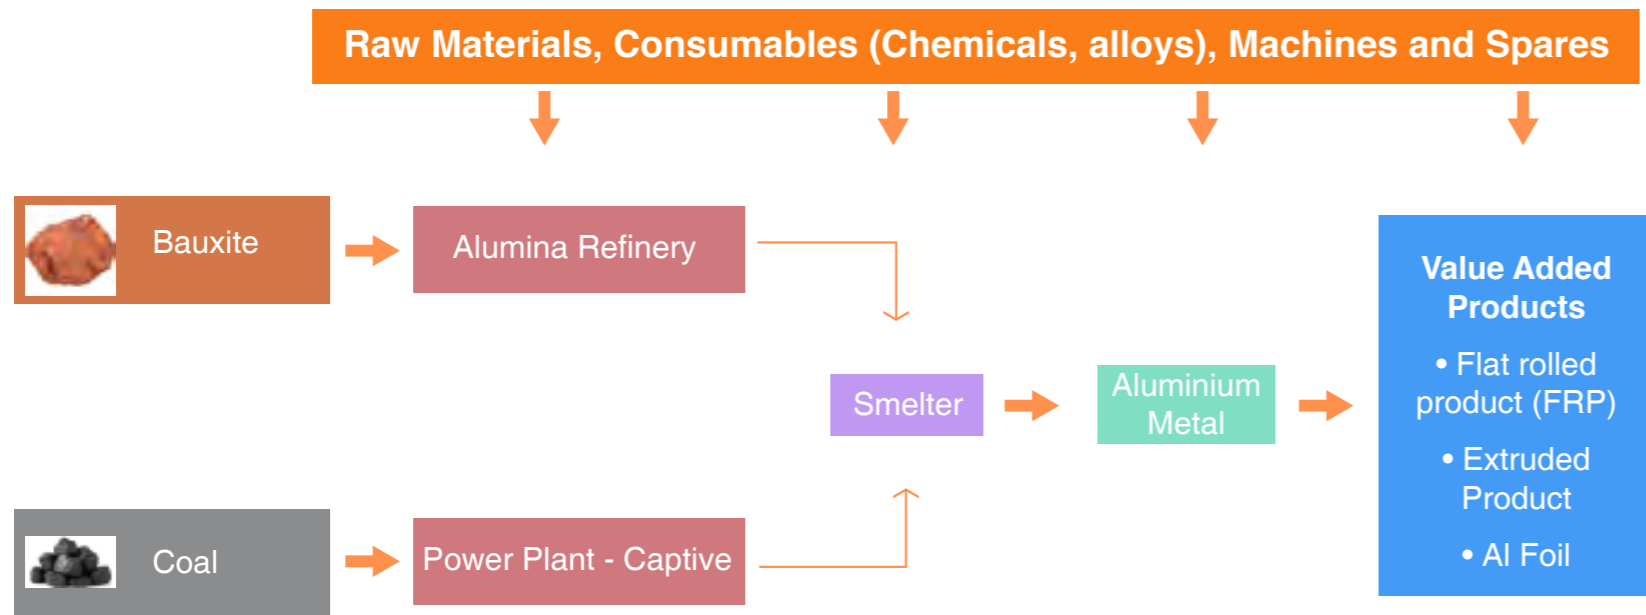 Raw Materials, Consumables (Chemicals, alloys), Machines and Spares
Bauxite
Alumina Refinery
Smelter
Aluminium
Metal
Coal
Power Plant - Captive
Value Added
Products
• Flat rolled
product (FRP)
• Extruded
Product
• Al Foil